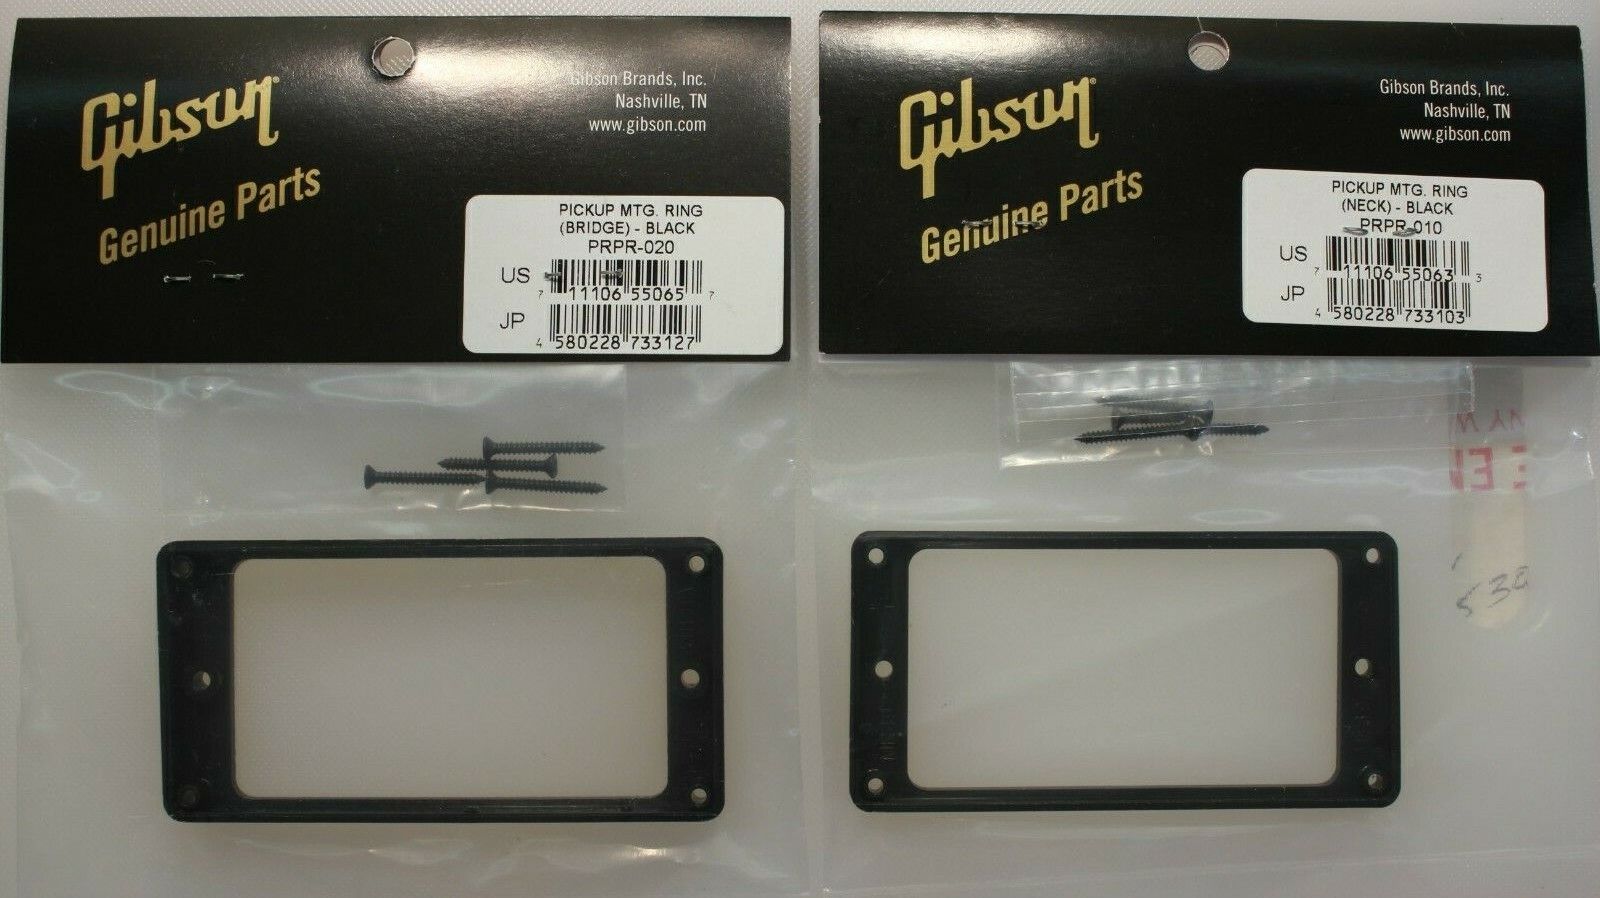 Gibson
Genuine Parts
Gibson Brands, Inc.
Nashville, TN
www.gibson.com
PICKUP MTG. RING
(BRIDGE) - BLACK
PRPR-020
US
7 11106 55065 7
JP
4 580228 733127
Gibson
Genuine Parts
Gibson Brands, Inc.
Nashville, TN
www.gibson.com
PICKUP MTG. RING
(NECK) - BLACK
PRPR-010
US
7 11106 55063 3
JP
4 580228 733103